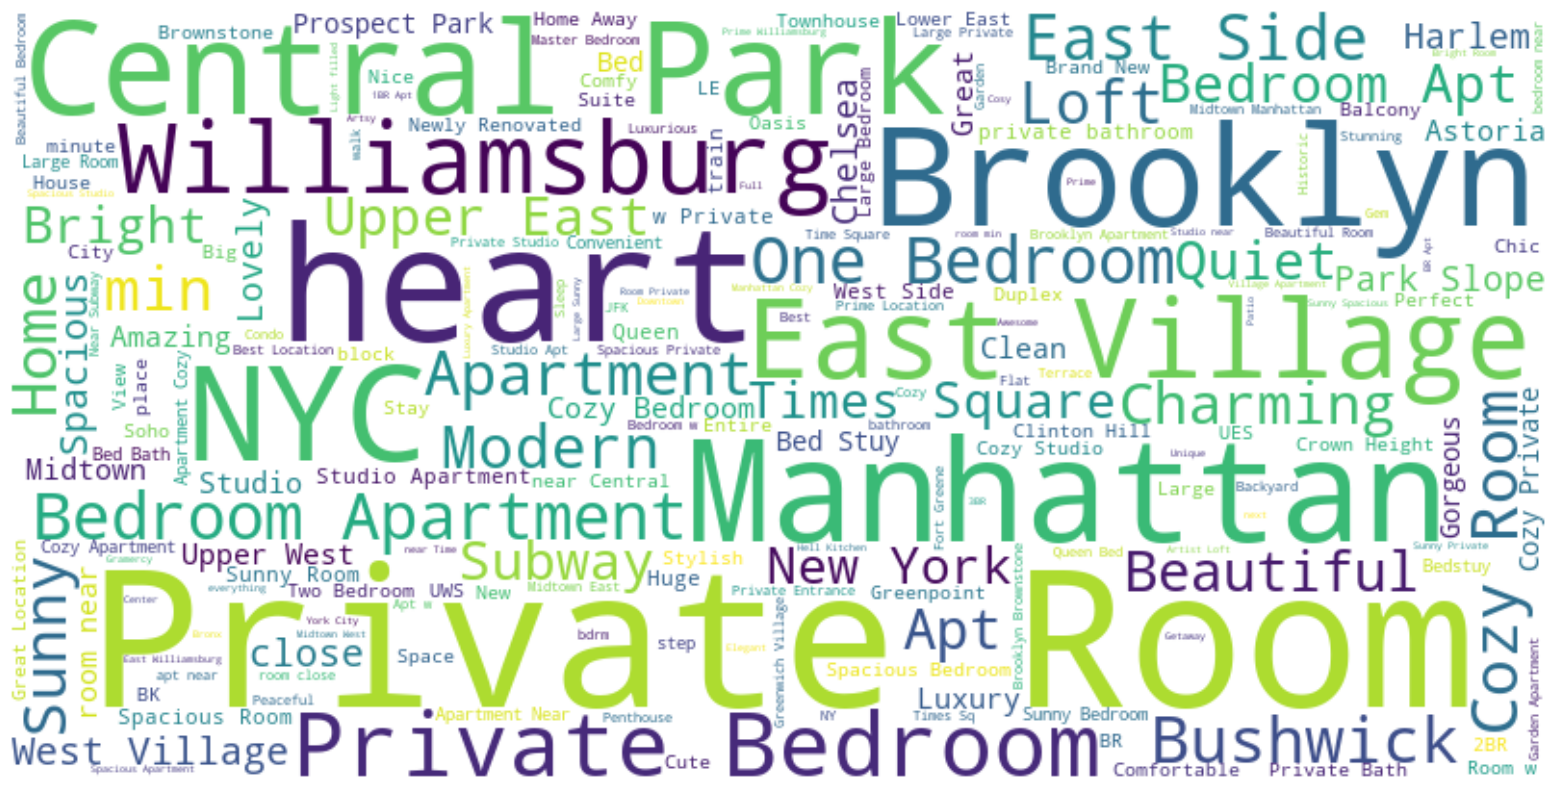 Central Park
Brownstone
Prospect Park
Home Away
Master Bedroom
Townhouse
Prime Williamsburg
Lower East
Large Private
East Side
Harlem
Bright Room
bedroom near
Beautiful Bedroom
Light filled
Nice
1BR Apt
Bed
Comfy
Suite
LE
Garden
Cosy
Great
Brand New
Loft
Bedroom Apt
Midtown Manhattan
Balcony
Artsy
walk
Newly Renovated
Luxurious
Oasis
train
Chelsea
Large Bedroom
private bathroom
Stunning
Astoria
minute
Large Room
House
Spacious Studio
Williamsburg
Full
Brooklyn
Prime
Historic
Gem
Bright
Lovely
Upper East
w Private
Time Square
room min
Brooklyn Apartment
Studio near
Beautiful Room
BR Apt
Chic
City
Big
Private Studio
Convenient
heart
One Bedroom
Quiet
Park Slope
Home
Spacious
Near Subway
min
Luxury Apartment
Room Private
Sleep
Large Sunny
JFK
Downtown
Manhattan Cozy
West Side
Prime Location
Duplex
Village Apartment
Patio
Sunny Spacious
Perfect
Amazing
Condo
Queen
Best
Awesome
East Village
Best Location
block
Studio Apt
Spacious Private
Clean
Flat
Terrace
View
place
Apartment Cozy
NYC
Stay
Apartment
Cozy Bedroom
Times Square
Cozy
Charming
Soho
Bed Bath
Modern
Bedroom w
Entire
bathroom
Bed Stuy
Clinton Hill
UES
Crown Height
Gorgeous
Room
Cozy Private
Midtown
Studio
Studio Apartment
near Central
Manhattan
Cozy Studio
Unique
Fort Greene
3BR
Large
Backyard
next
Bedroom Apartment
Great Location
Cozy Apartment
Gramercy
Upper West
near Time
Subway
Stylish
New York
Hell Kitchen
Queen Bed
Artist Loft
Sunny Private
Beautiful
Bedstuy
Sunny
room near
Sunny Room
everything
Two Bedroom
UWS
New
Midtown East
Huge
Private Entrance
Greenpoint
Center
Apt w
Private Room
Bronx
York City
Midtown West
bdrm
step
Elegant
Greenwich Village
Apt
Brooklyn Brownstone
Getaway
Cozy
Garden Apartment
East Williamsburg
close
Space
apt near
room close
Spacious Bedroom
BK
Peaceful
Luxury
Spacious Room
Apartment Near
Penthouse
NY
Times Sq
Sunny Bedroom
West Village
Private Bedroom
BR
Bushwick
2BR
Spacious Apartment
Cute
Comfortable
Private Bath
Room w